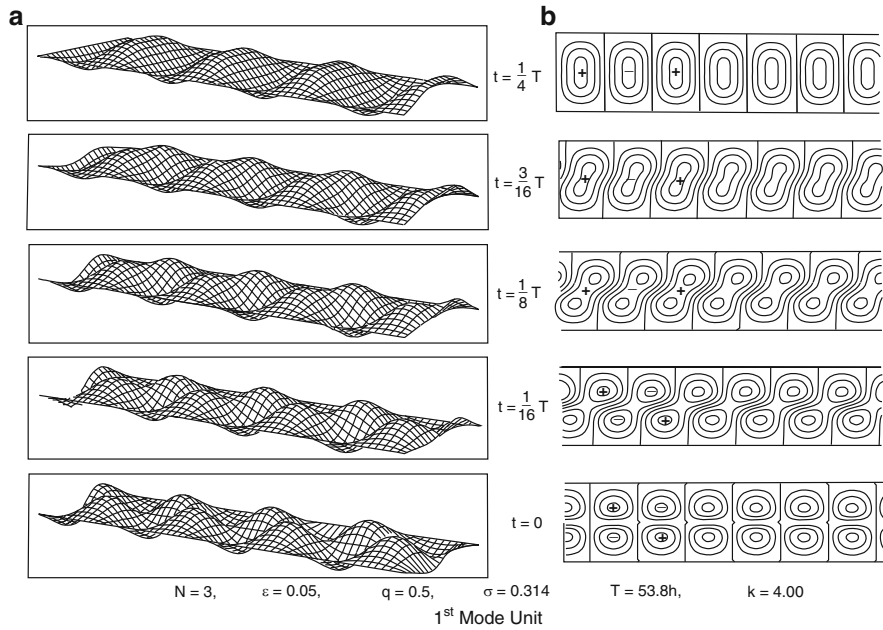 a
b
t = 1/4 T
t = 3/16 T
t = 1/8 T
t = 1/16 T
t = 0
+ − +
+ − +
+ − +
+ −
− +
+ −
− +
N = 3, ε = 0.05, q = 0.5, σ = 0.314 T = 53.8h, k = 4.00
1st Mode Unit